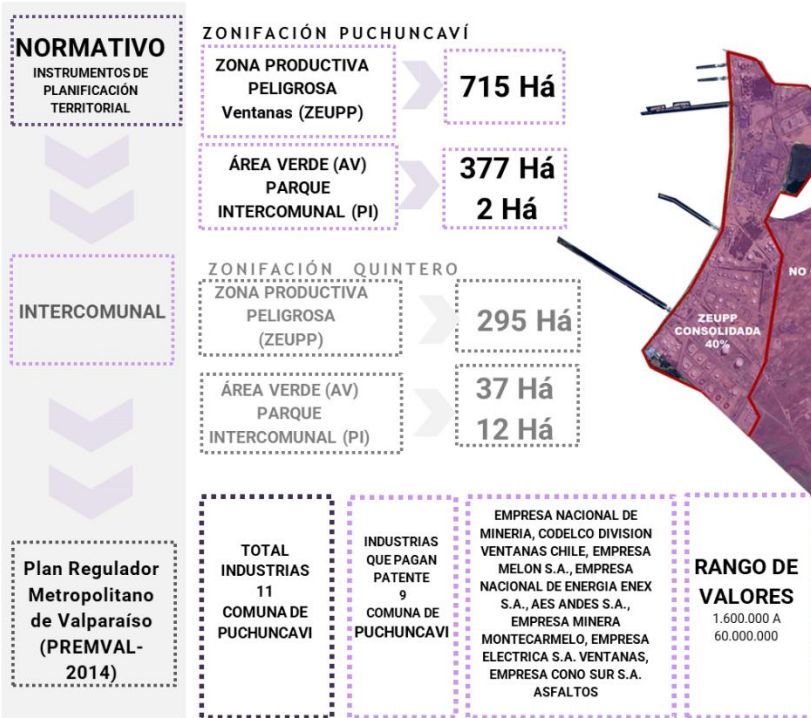 NORMATIVO
INSTRUMENTOS DE
PLANIFICACIÓN
TERRITORIAL
INTERCOMUNAL
Plan Regulador
Metropolitano
de Valparaíso
(PREMVAL-
2014)
ZONIFACIÓN PUCHUNCAVÍ
ZONA PRODUCTIVA
PELIGROSA
Ventanas (ZEUPP)
715 Há
ÁREA VERDE (AV)
PARQUE
INTERCOMUNAL (PI)
377 Há
2 Há
ZONIFACIÓN QUINTERO
ZONA PRODUCTIVA
PELIGROSA
(ZEUPP)
295 Há
ÁREA VERDE (AV)
PARQUE
INTERCOMUNAL (PI)
37 Há
12 Há
NO
ZEUPP
CONSOLIDADA
40%
TOTAL
INDUSTRIAS
11
COMUNA DE
PUCHUNCAVI
INDUSTRIAS
QUE PAGAN
PATENTE
9
COMUNA DE
PUCHUNCAVI
EMPRESA NACIONAL DE
MINERIA, CODELCO DIVISION
VENTANAS CHILE, EMPRESA
MELON S.A., EMPRESA
NACIONAL DE ENERGIA ENEX
S.A., AES ANDES S.A.,
EMPRESA MINERA
MONTECARMELO, EMPRESA
ELECTRICA S.A. VENTANAS,
EMPRESA CONO SUR S.A.
ASFALTOS
RANGO DE
VALORES
1.600.000 A
60.000.000